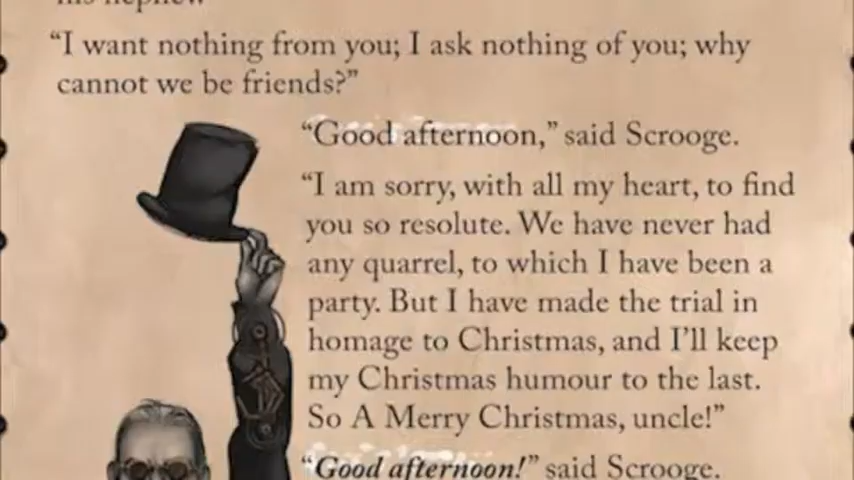 his nephew
“I want nothing from you; I ask nothing of you; why
cannot we be friends?”
“Good afternoon,” said Scrooge.
“I am sorry, with all my heart, to find
you so resolute. We have never had
any quarrel, to which I have been a
party. But I have made the trial in
homage to Christmas, and I’ll keep
my Christmas humour to the last.
So A Merry Christmas, uncle!”
“Good afternoon!” said Scrooge.